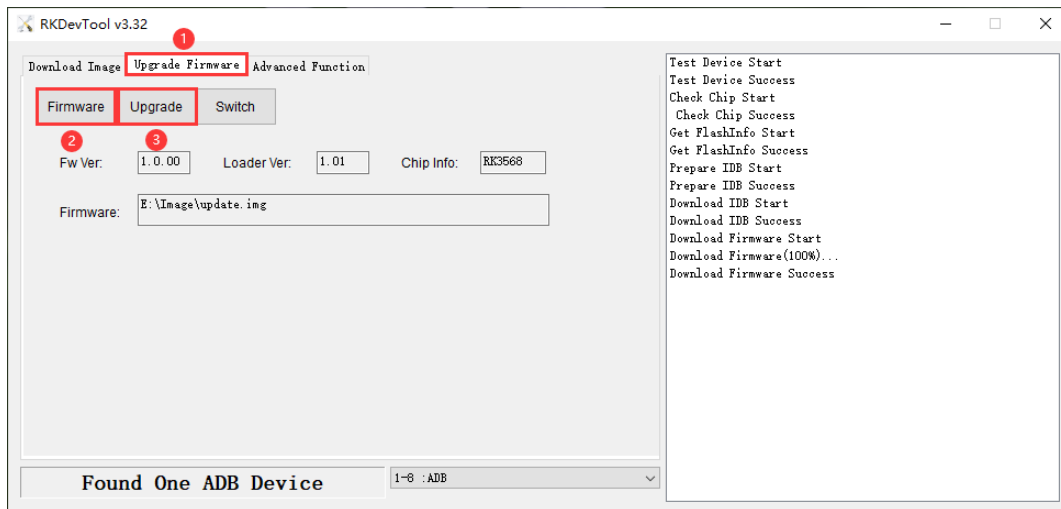 RKDevTool v3.32
1
Download Image Upgrade Firmware Advanced Function
Firmware Upgrade Switch
2 3
Fw Ver: 1.0.00 Loader Ver: 1.01 Chip Info: RK3568
Firmware: E:\Image\update.img
Found One ADB Device
1-8 :ADB
Test Device Start
Test Device Success
Check Chip Start
Check Chip Success
Get FlashInfo Start
Get FlashInfo Success
Prepare IDB Start
Prepare IDB Success
Download IDB Start
Download IDB Success
Download Firmware Start
Download Firmware(100%)...
Download Firmware Success